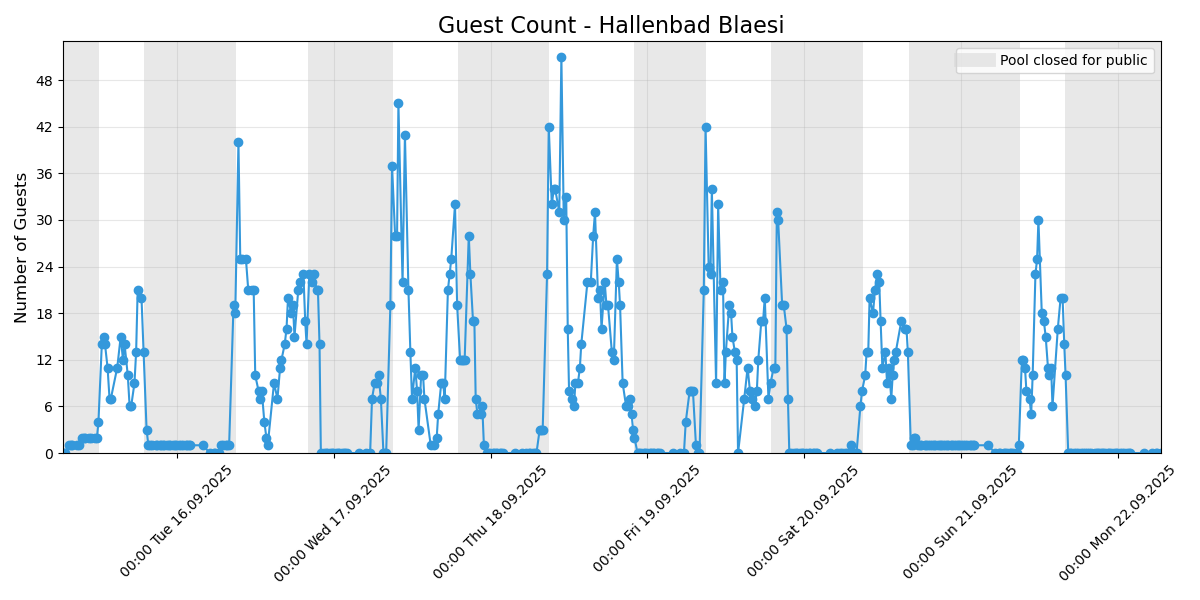 Guest Count - Hallenbad Blaesi
Pool closed for public
Number of Guests
48
42
36
30
24
18
12
6
0
00:00 Tue 16.09.2025
00:00 Wed 17.09.2025
00:00 Thu 18.09.2025
00:00 Fri 19.09.2025
00:00 Sat 20.09.2025
00:00 Sun 21.09.2025
00:00 Mon 22.09.2025